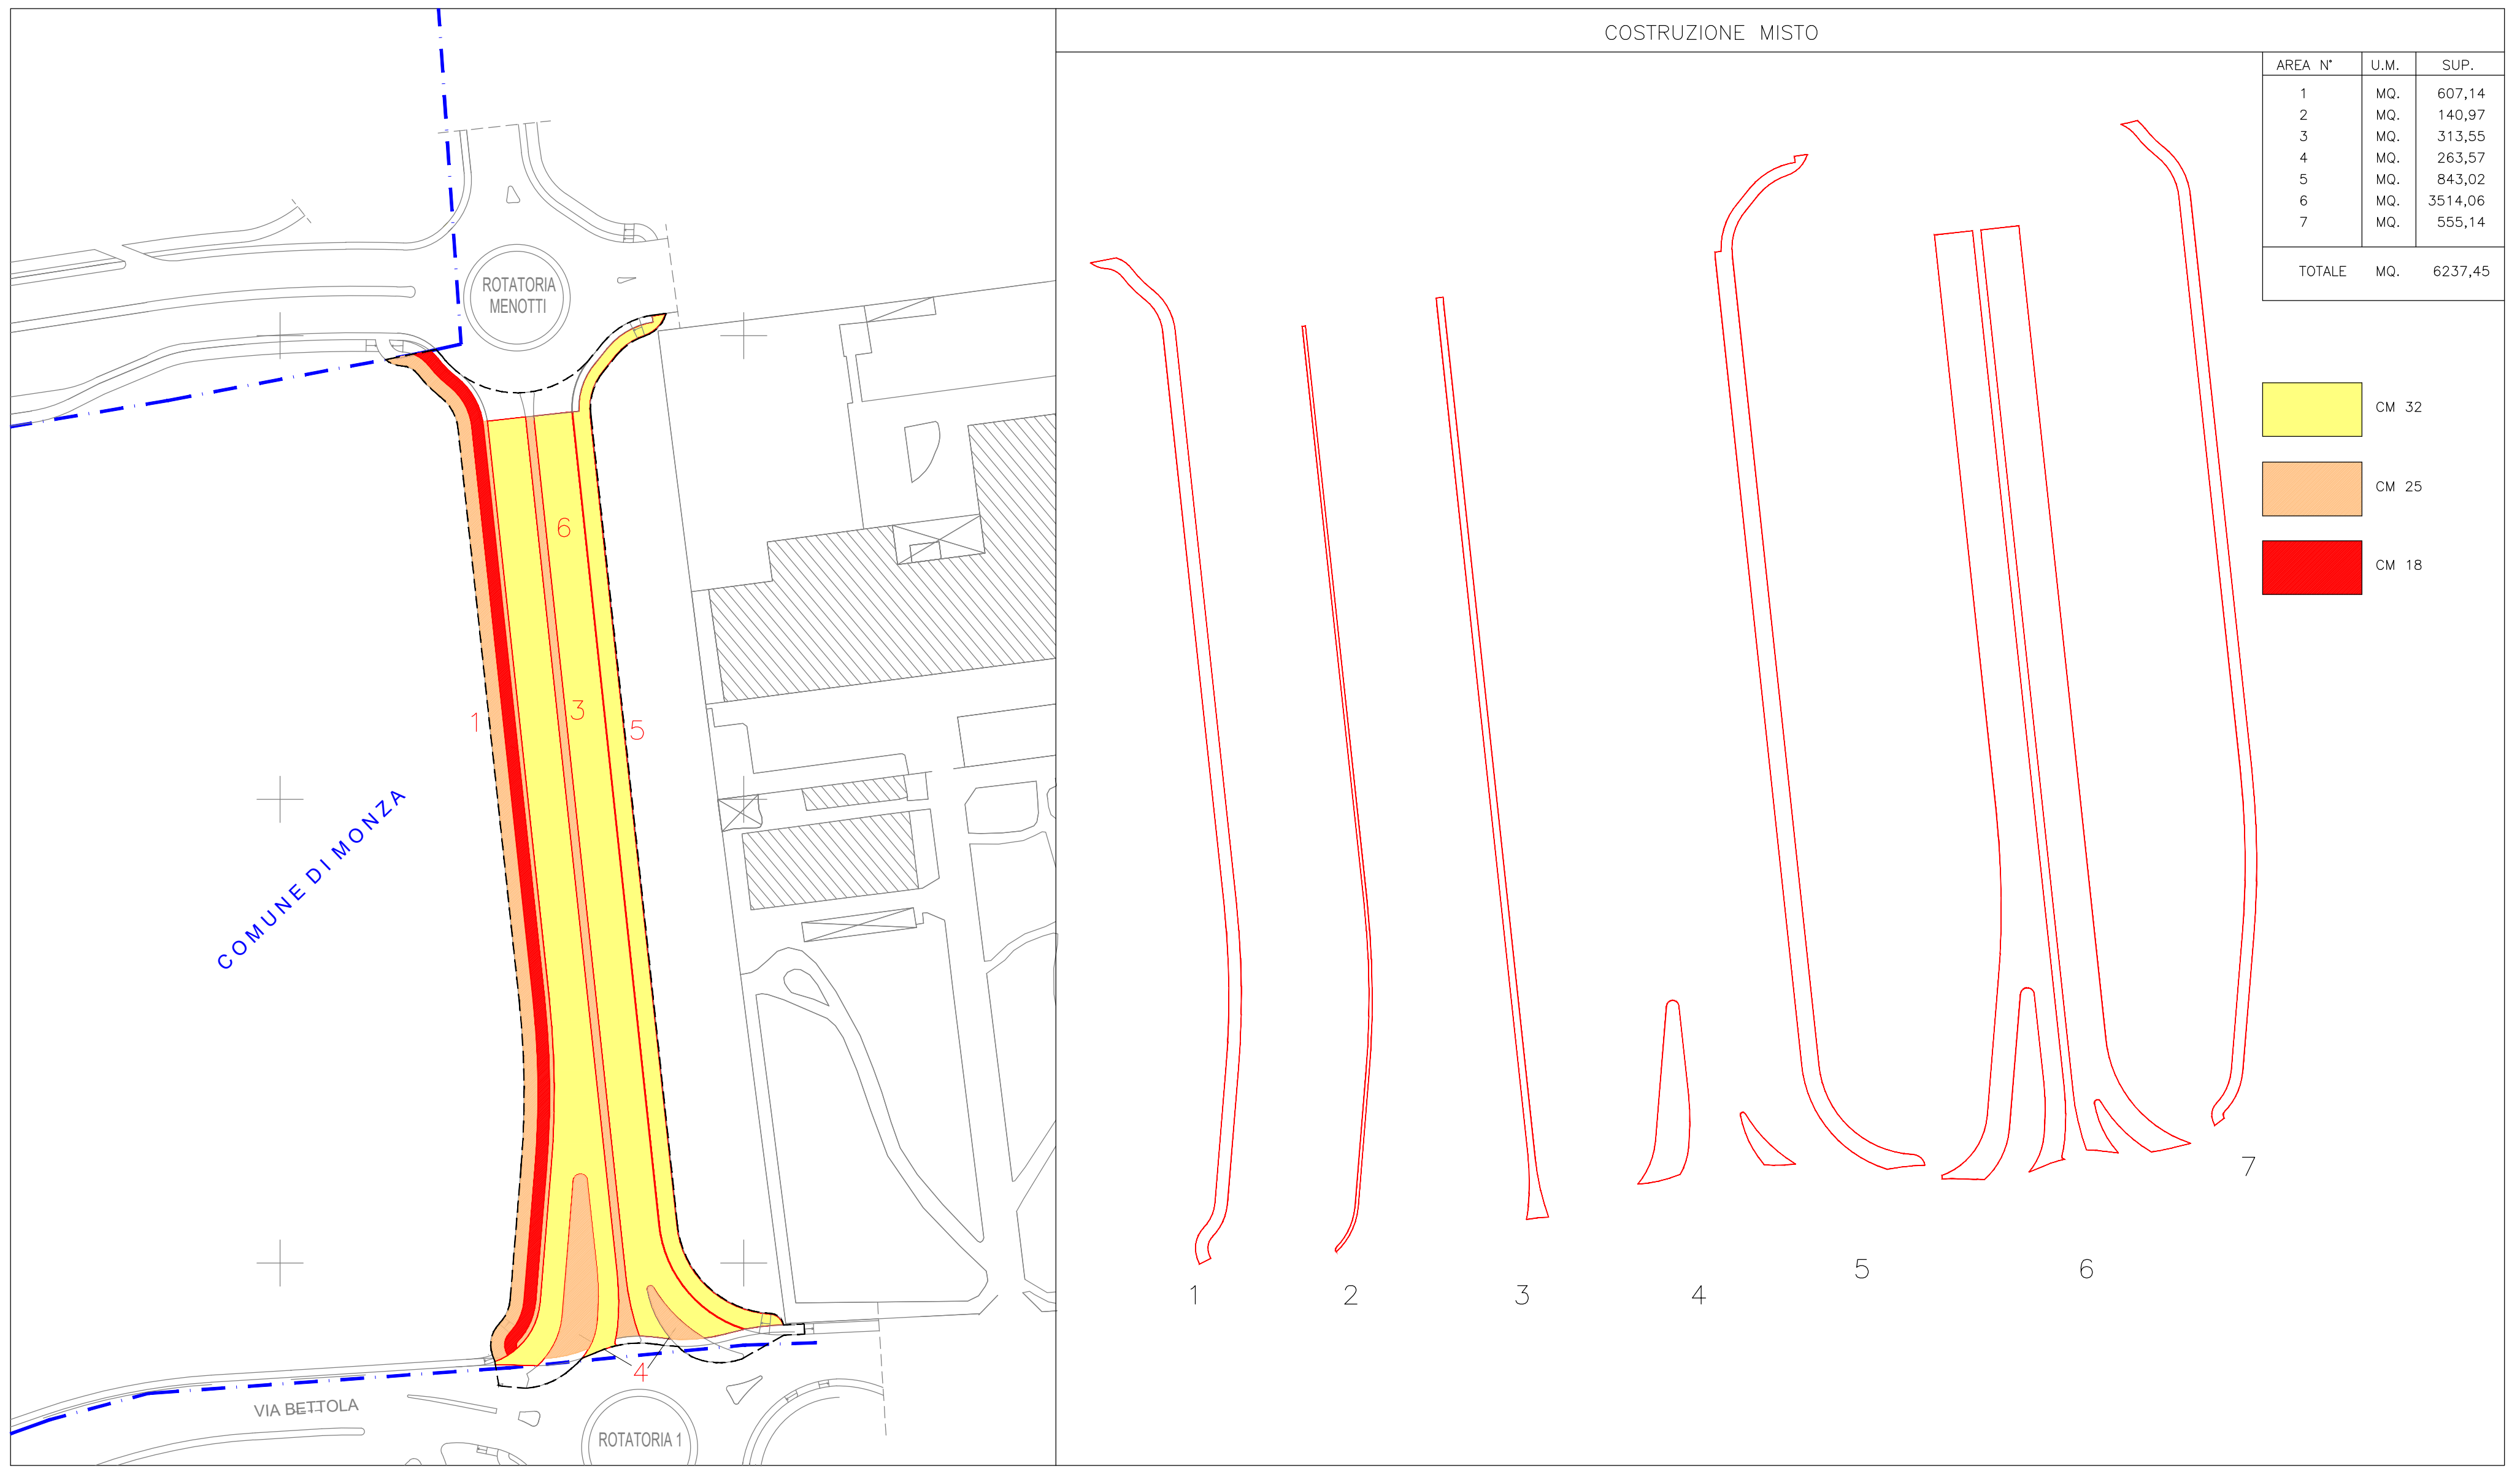 COSTRUZIONE MISTO
AREA N° U.M. SUP.
1 MQ. 607,14
2 MQ. 140,97
3 MQ. 313,55
4 MQ. 263,57
5 MQ. 843,02
6 MQ. 3514,06
7 MQ. 555,14
TOTALE MQ. 6237,45
CM 32
CM 25
CM 18
ROTATORIA
MENOTTI
6
1
3
5
COMUNE DI MONZA
4
VIA BETTOLA
ROTATORIA 1
1
2
3
4
5
6
7